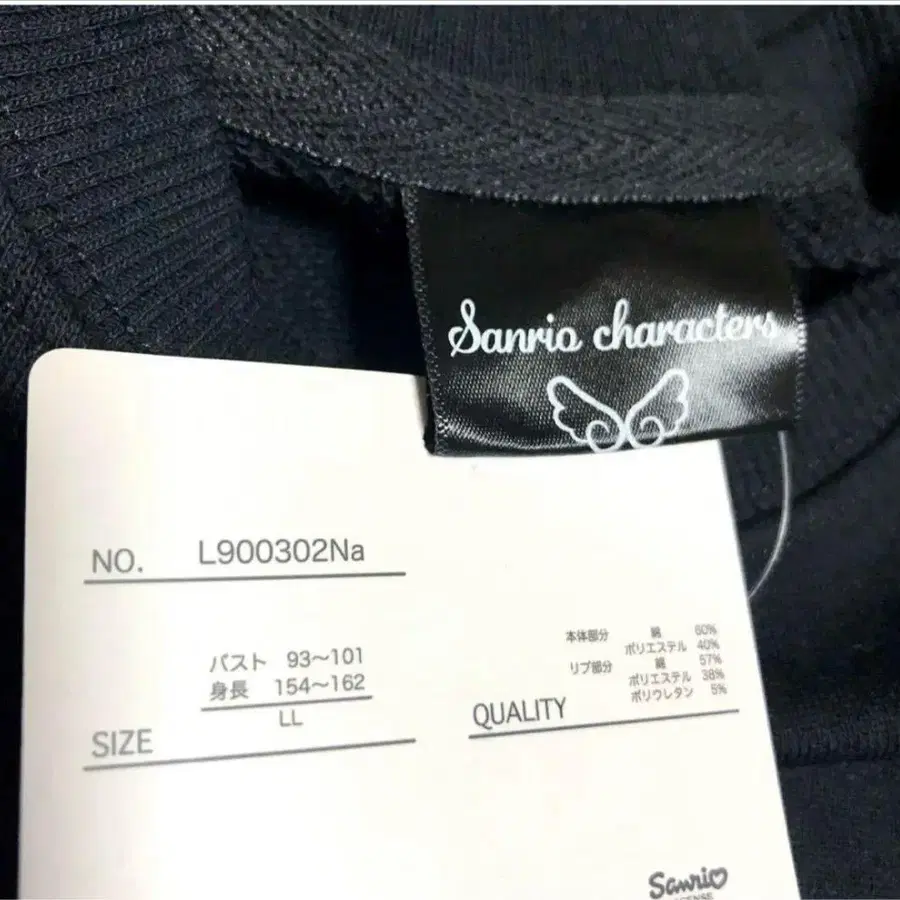 Sanrio characters
NO. L900302Na
バスト 93～101
身長 154～162
LL
SIZE
本体部分 綿 60%
ポリエステル 40%
リブ部分 綿 57%
ポリエステル 38%
ポリウレタン 5%
QUALITY
Sanrio